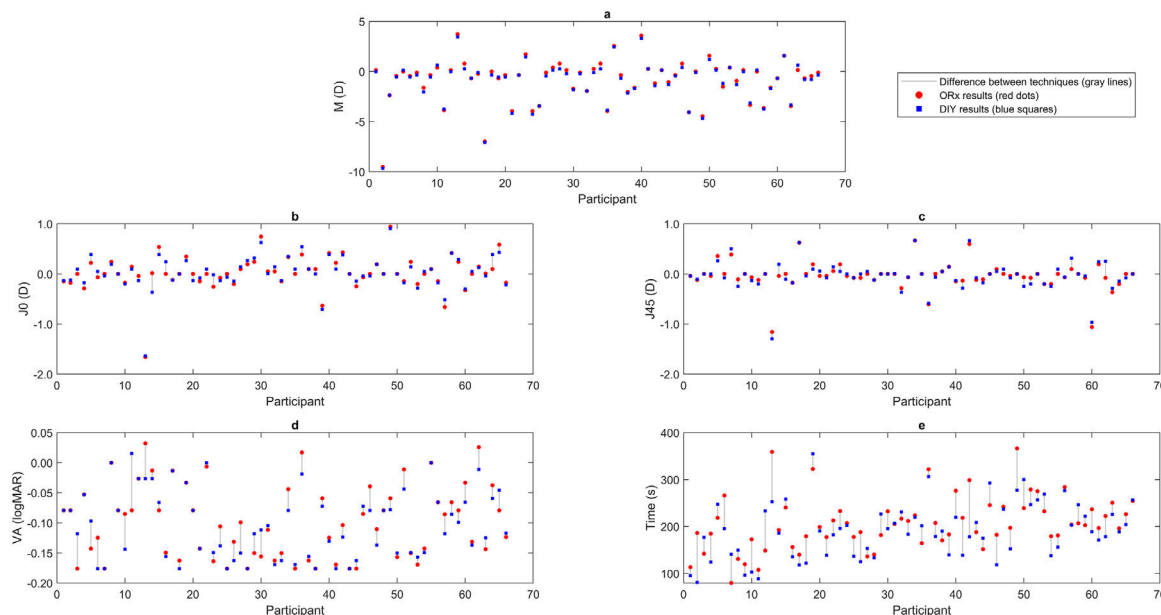 a
5
0
-5
-10
M (D)
0 10 20 30 40 50 60 70
Participant
Difference between techniques (gray lines)
ORx results (red dots)
DIY results (blue squares)
b
1.0
0.0
-1.0
-2.0
J0 (D)
0 10 20 30 40 50 60 70
Participant
c
1.0
0.0
-1.0
-2.0
J45 (D)
0 10 20 30 40 50 60 70
Participant
d
0.05
0.00
-0.05
-0.10
-0.15
-0.20
VA (logMAR)
0 10 20 30 40 50 60 70
Participant
e
400
300
200
100
Time (s)
0 10 20 30 40 50 60 70
Participant